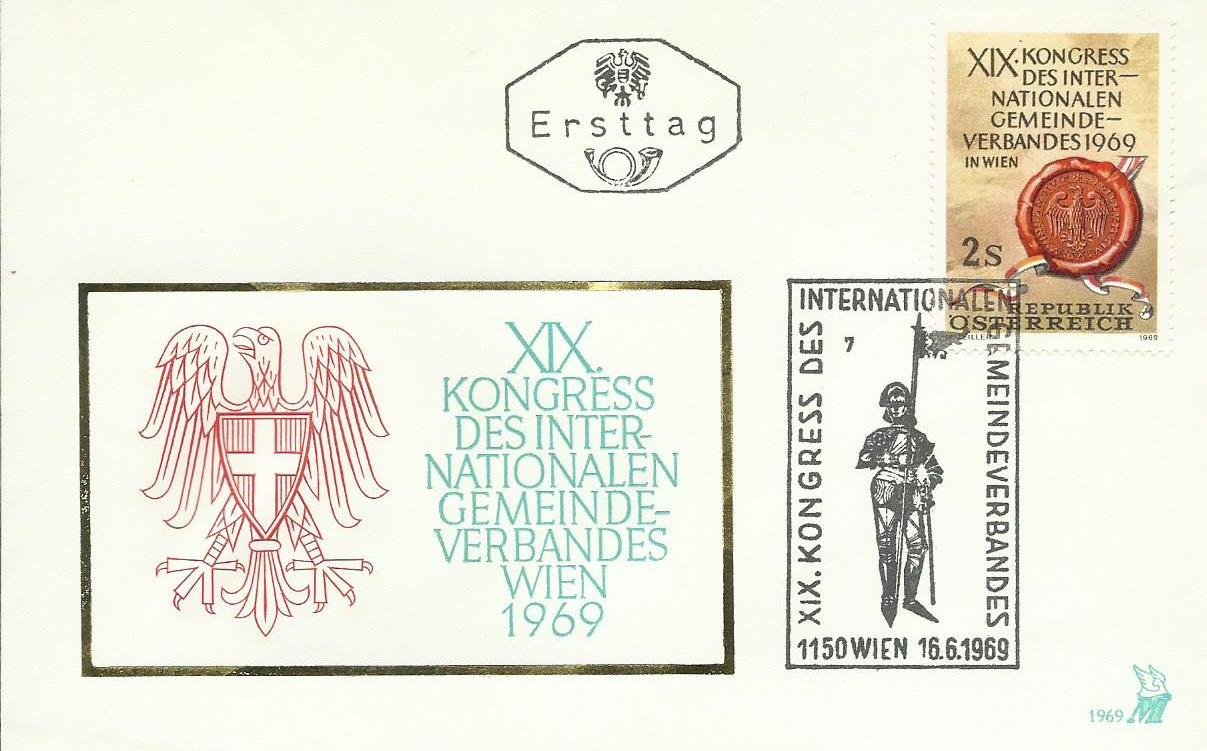 Ersttag
XIX. KONGRESS
DES INTER-
NATIONALEN
GEMEINDE-
VERBANDES 1969
IN WIEN
2S
REPUBLIK
ÖSTERREICH
1969
XIX.
KONGRESS
DES INTER-
NATIONALEN
GEMEINDE-
VERBANDES
WIEN
1969
XIX. KONGRESS DES
INTERNATIONALEN
GEMEINDEVERBANDES
7
1150 WIEN 16.6.1969
1969